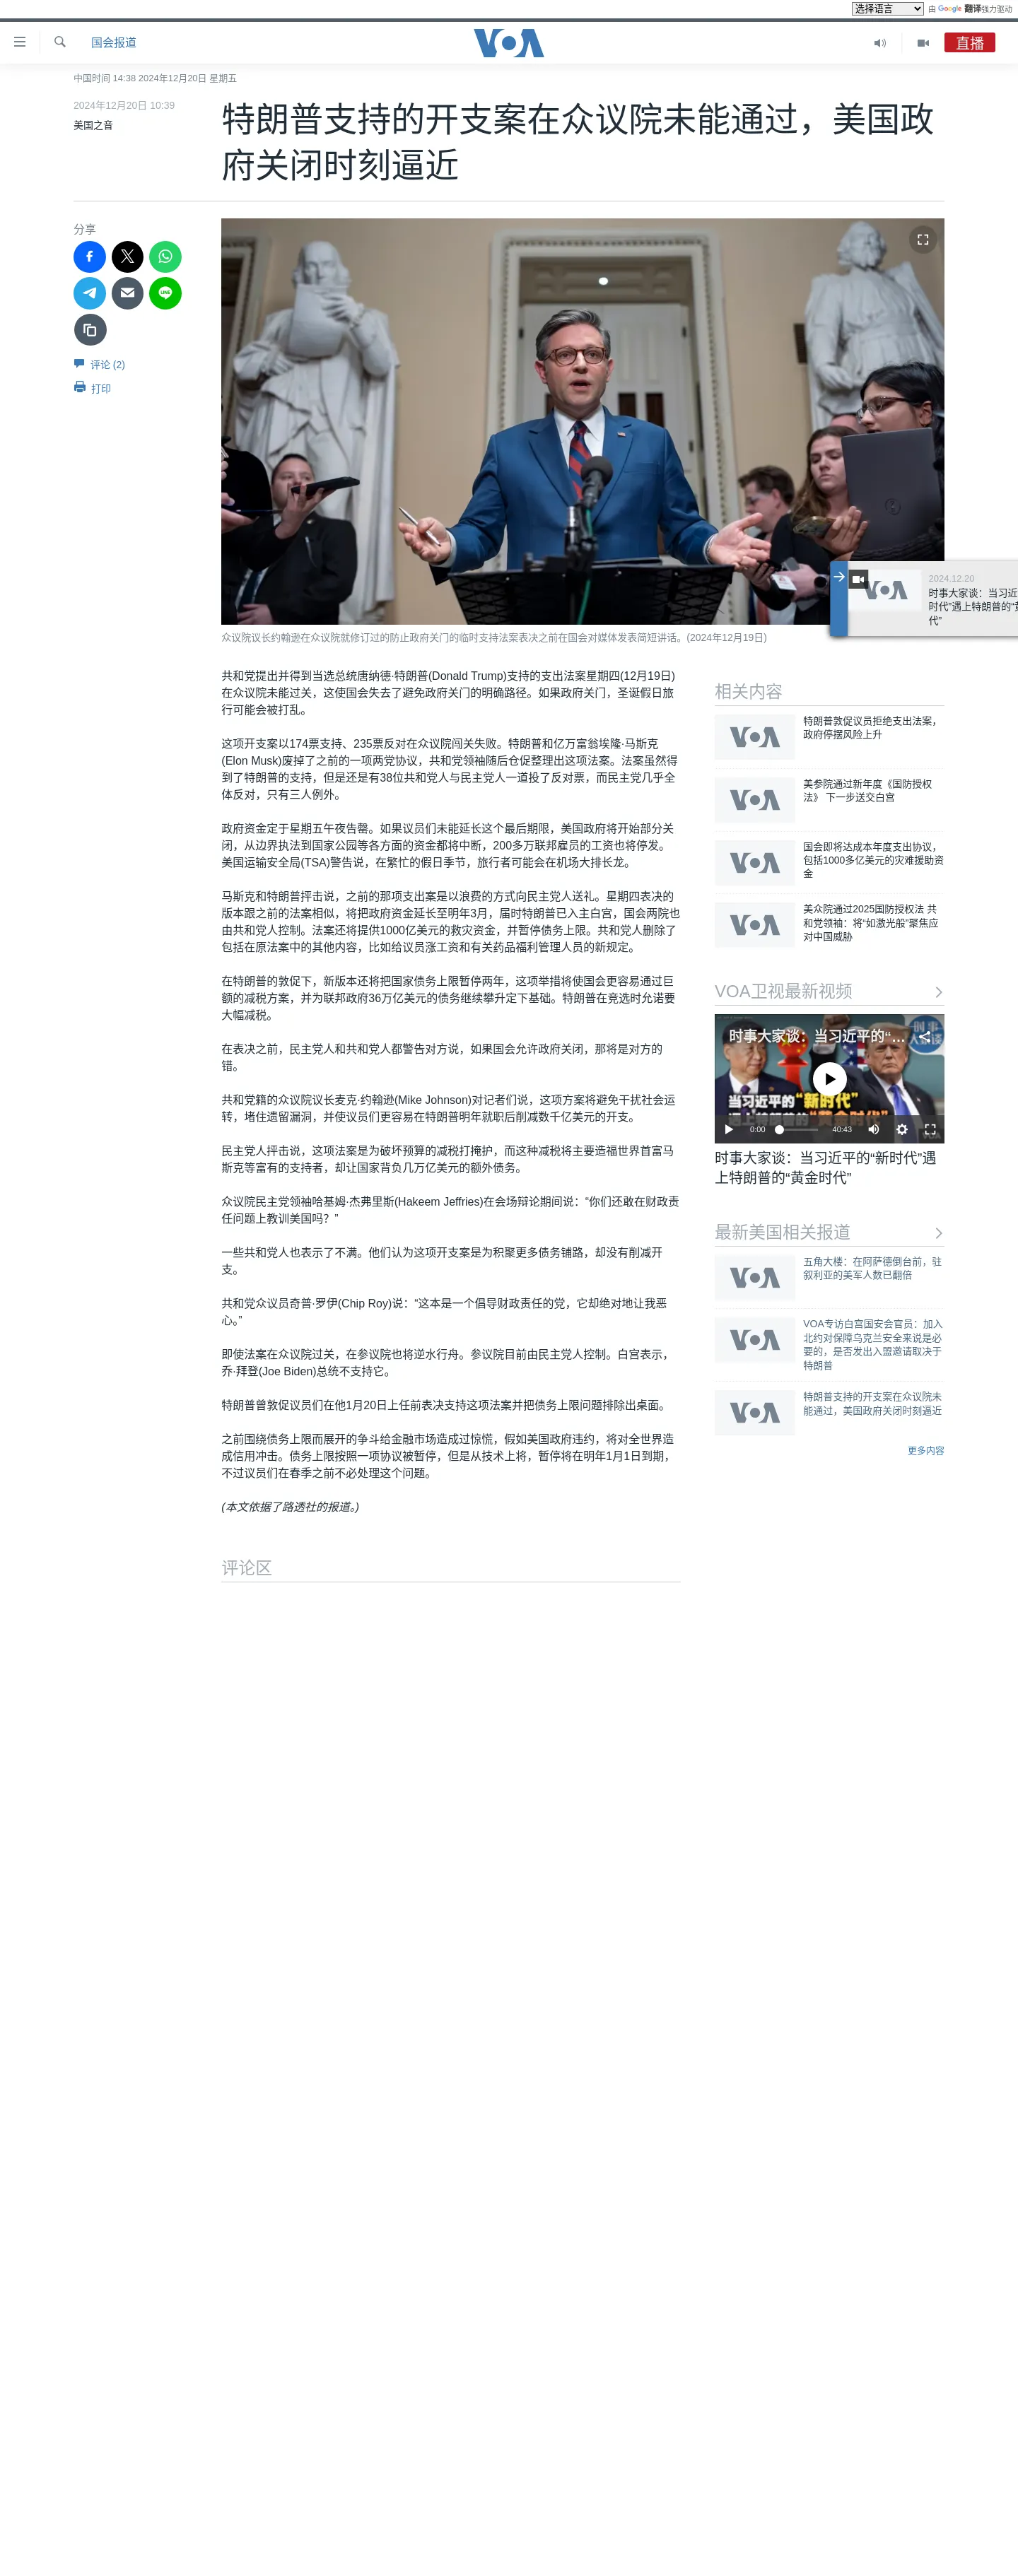 选择语言 由 Google 翻译强力驱动
国会报道
VOA
直播
中国时间 14:38 2024年12月20日 星期五
2024年12月20日 10:39
美国之音
特朗普支持的开支案在众议院未能通过，美国政
府关闭时刻逼近
分享
评论 (2)
打印
2024.12.20
时事大家谈：当习近
时代”遇上特朗普的“黄
代”
众议院议长约翰逊在众议院就修订过的防止政府关门的临时支持法案表决之前在国会对媒体发表简短讲话。(2024年12月19日)
共和党提出并得到当选总统唐纳德·特朗普(Donald Trump)支持的支出法案星期四(12月19日)
在众议院未能过关，这使国会失去了避免政府关门的明确路径。如果政府关门，圣诞假日旅
行可能会被打乱。
这项开支案以174票支持、235票反对在众议院闯关失败。特朗普和亿万富翁埃隆·马斯克
(Elon Musk)废掉了之前的一项两党协议，共和党领袖随后仓促整理出这项法案。法案虽然得
到了特朗普的支持，但是还是有38位共和党人与民主党人一道投了反对票，而民主党几乎全
体反对，只有三人例外。
政府资金定于星期五午夜告罄。如果议员们未能延长这个最后期限，美国政府将开始部分关
闭，从边界执法到国家公园等各方面的资金都将中断，200多万联邦雇员的工资也将停发。
美国运输安全局(TSA)警告说，在繁忙的假日季节，旅行者可能会在机场大排长龙。
马斯克和特朗普抨击说，之前的那项支出案是以浪费的方式向民主党人送礼。星期四表决的
版本跟之前的法案相似，将把政府资金延长至明年3月，届时特朗普已入主白宫，国会两院也
由共和党人控制。法案还将提供1000亿美元的救灾资金，并暂停债务上限。共和党人删除了
包括在原法案中的其他内容，比如给议员涨工资和有关药品福利管理人员的新规定。
在特朗普的敦促下，新版本还将把国家债务上限暂停两年，这项举措将使国会更容易通过巨
额的减税方案，并为联邦政府36万亿美元的债务继续攀升定下基础。特朗普在竞选时允诺要
大幅减税。
在表决之前，民主党人和共和党人都警告对方说，如果国会允许政府关闭，那将是对方的
错。
共和党籍的众议院议长麦克·约翰逊(Mike Johnson)对记者们说，这项方案将避免干扰社会运
转，堵住遗留漏洞，并使议员们更容易在特朗普明年就职后削减数千亿美元的开支。
民主党人抨击说，这项法案是为破坏预算的减税打掩护，而这种减税将主要造福世界首富马
斯克等富有的支持者，却让国家背负几万亿美元的额外债务。
众议院民主党领袖哈基姆·杰弗里斯(Hakeem Jeffries)在会场辩论期间说：“你们还敢在财政责
任问题上教训美国吗？”
一些共和党人也表示了不满。他们认为这项开支案是为积聚更多债务铺路，却没有削减开
支。
共和党众议员奇普·罗伊(Chip Roy)说：“这本是一个倡导财政责任的党，它却绝对地让我恶
心。”
即使法案在众议院过关，在参议院也将逆水行舟。参议院目前由民主党人控制。白宫表示，
乔·拜登(Joe Biden)总统不支持它。
特朗普曾敦促议员们在他1月20日上任前表决支持这项法案并把债务上限问题排除出桌面。
之前围绕债务上限而展开的争斗给金融市场造成过惊慌，假如美国政府违约，将对全世界造
成信用冲击。债务上限按照一项协议被暂停，但是从技术上将，暂停将在明年1月1日到期，
不过议员们在春季之前不必处理这个问题。
(本文依据了路透社的报道。)
评论区
相关内容
VOA
特朗普敦促议员拒绝支出法案，
政府停摆风险上升
VOA
美参院通过新年度《国防授权
法》 下一步送交白宫
VOA
国会即将达成本年度支出协议，
包括1000多亿美元的灾难援助资
金
VOA
美众院通过2025国防授权法 共
和党领袖：将“如激光般”聚焦应
对中国威胁
VOA卫视最新视频
时事大家谈：当习近平的“...
当习近平的“新时代”
遇上特朗普的“黄金时代”
0:00 40:43
时事大家谈：当习近平的“新时代”遇
上特朗普的“黄金时代”
最新美国相关报道
VOA
五角大楼：在阿萨德倒台前，驻
叙利亚的美军人数已翻倍
VOA
VOA专访白宫国安会官员：加入
北约对保障乌克兰安全来说是必
要的，是否发出入盟邀请取决于
特朗普
VOA
特朗普支持的开支案在众议院未
能通过，美国政府关闭时刻逼近
更多内容